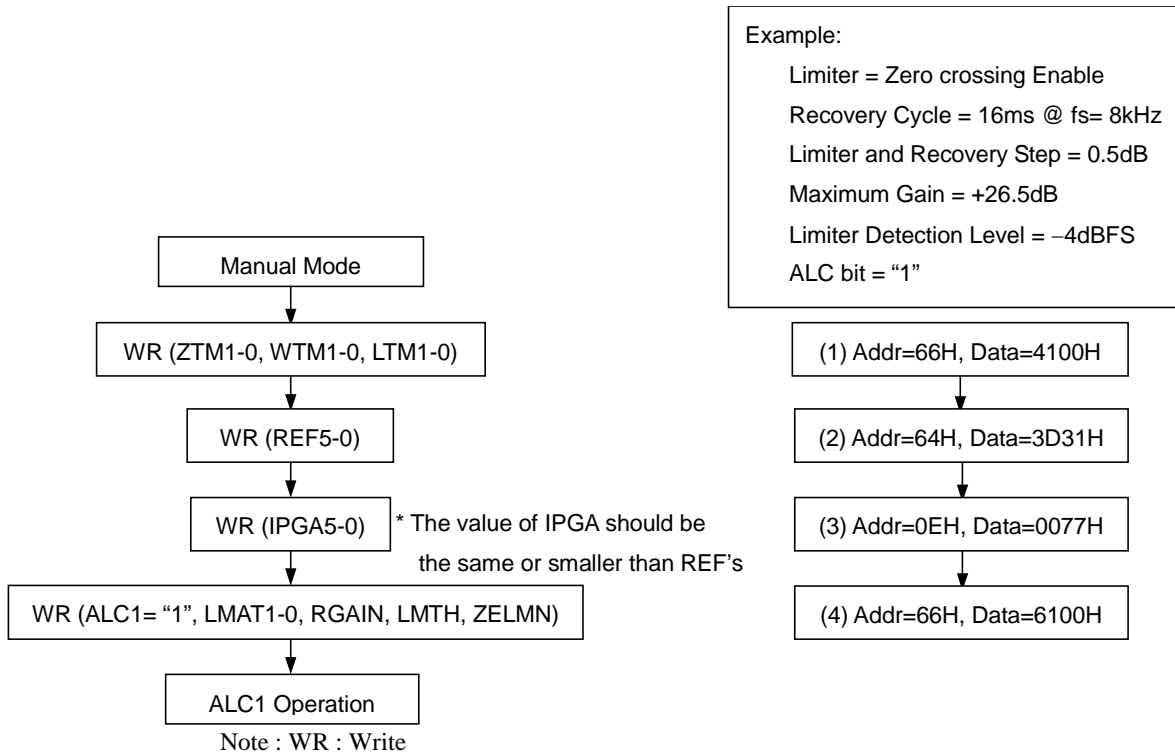 Example:
Limiter = Zero crossing Enable
Recovery Cycle = 16ms @ fs= 8kHz
Limiter and Recovery Step = 0.5dB
Maximum Gain = +26.5dB
Limiter Detection Level = −4dBFS
ALC bit = “1”
Manual Mode
WR (ZTM1-0, WTM1-0, LTM1-0)
WR (REF5-0)
WR (IPGA5-0)
* The value of IPGA should be
the same or smaller than REF’s
WR (ALC1= “1”, LMAT1-0, RGAIN, LMTH, ZELMN)
ALC1 Operation
Note : WR : Write
(1) Addr=66H, Data=4100H
(2) Addr=64H, Data=3D31H
(3) Addr=0EH, Data=0077H
(4) Addr=66H, Data=6100H